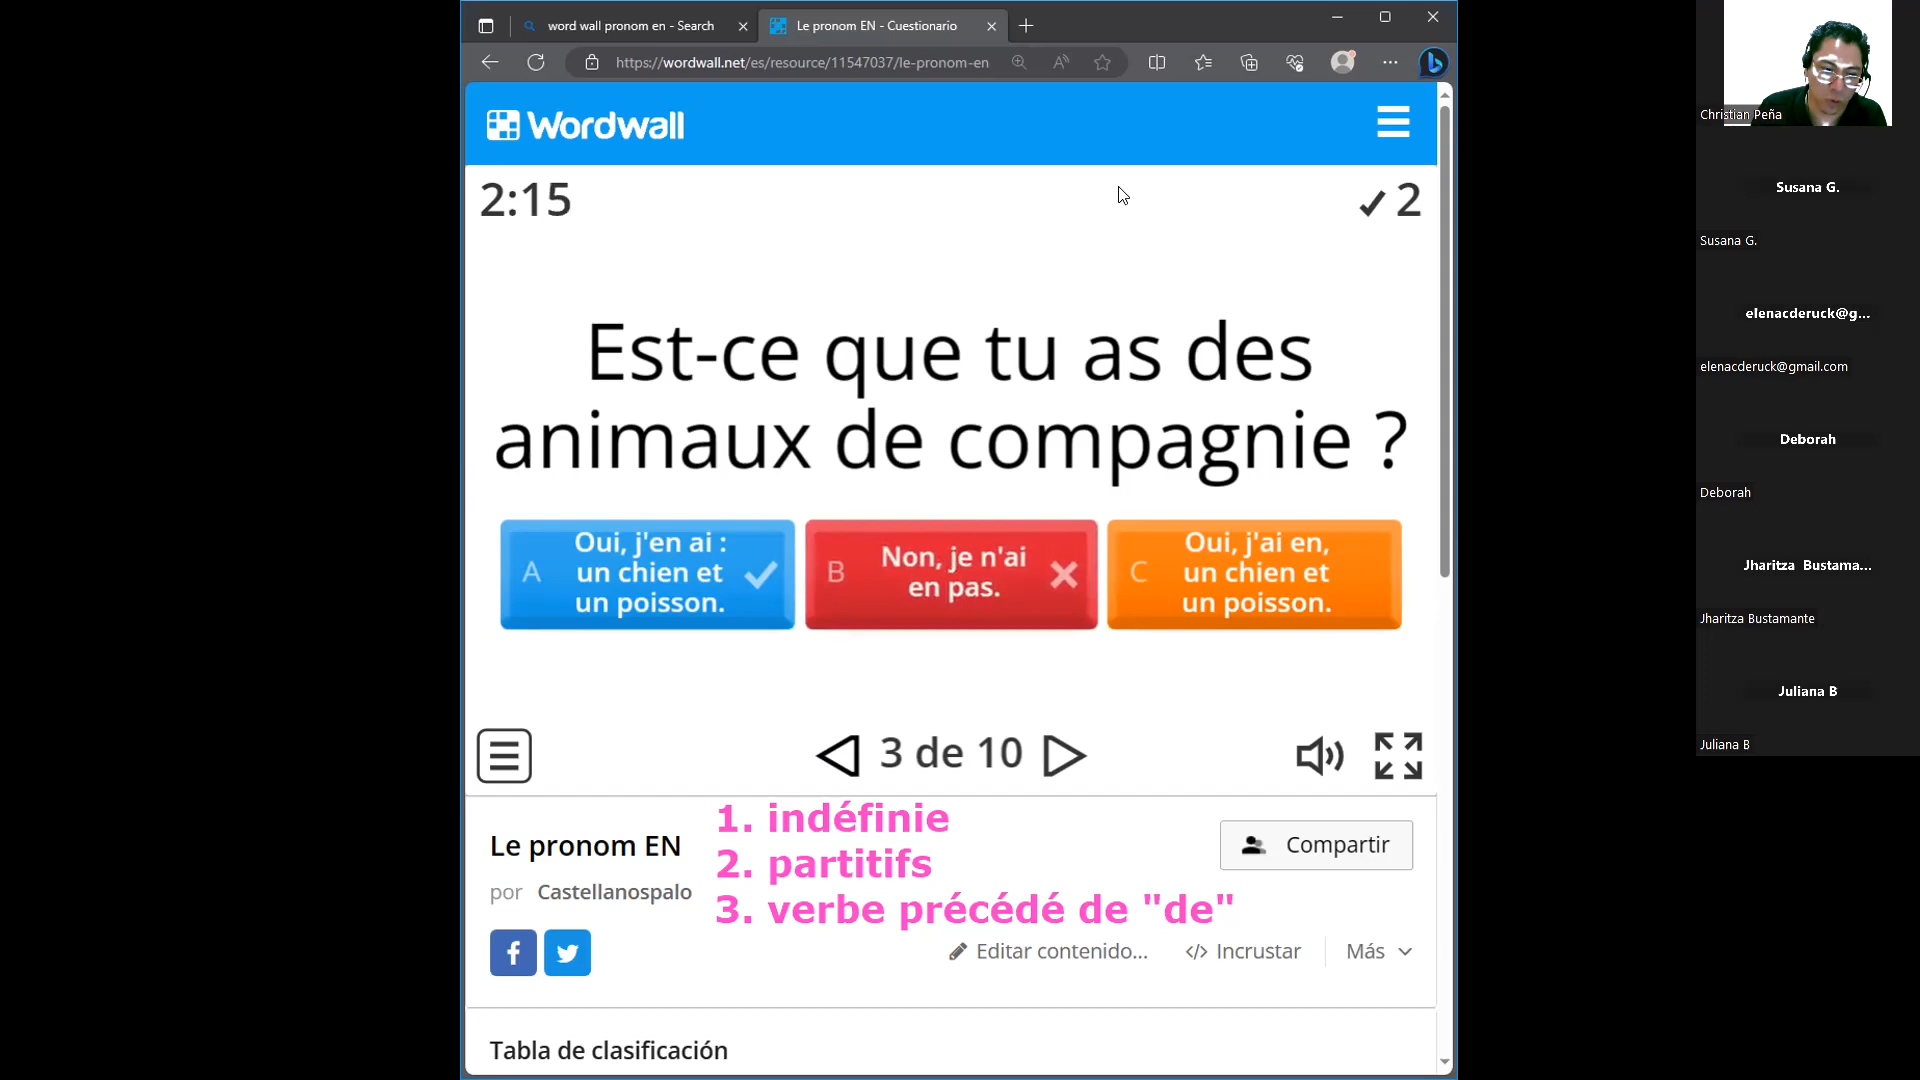 word wall pronom en - Search
Le pronom EN - Cuestionario
https://wordwall.net/es/resource/11547037/le-pronom-en
Wordwall
2:15
2
Est-ce que tu as des
animaux de compagnie ?
A
Oui, j'en ai :
un chien et
un poisson.
B
Non, je n'ai
en pas.
C
Oui, j'ai en,
un chien et
un poisson.
3 de 10
1. indéfinie
2. partitifs
3. verbe précédé de "de"
Le pronom EN
por Castellanospalo
Compartir
Editar contenido...
Incrustar
Más
Tabla de clasificación
Christian Peña
Susana G.
Susana G.
elenacderuck@g...
elenacderuck@gmail.com
Deborah
Deborah
Jharitza Bustama...
Jharitza Bustamante
Juliana B
Juliana B